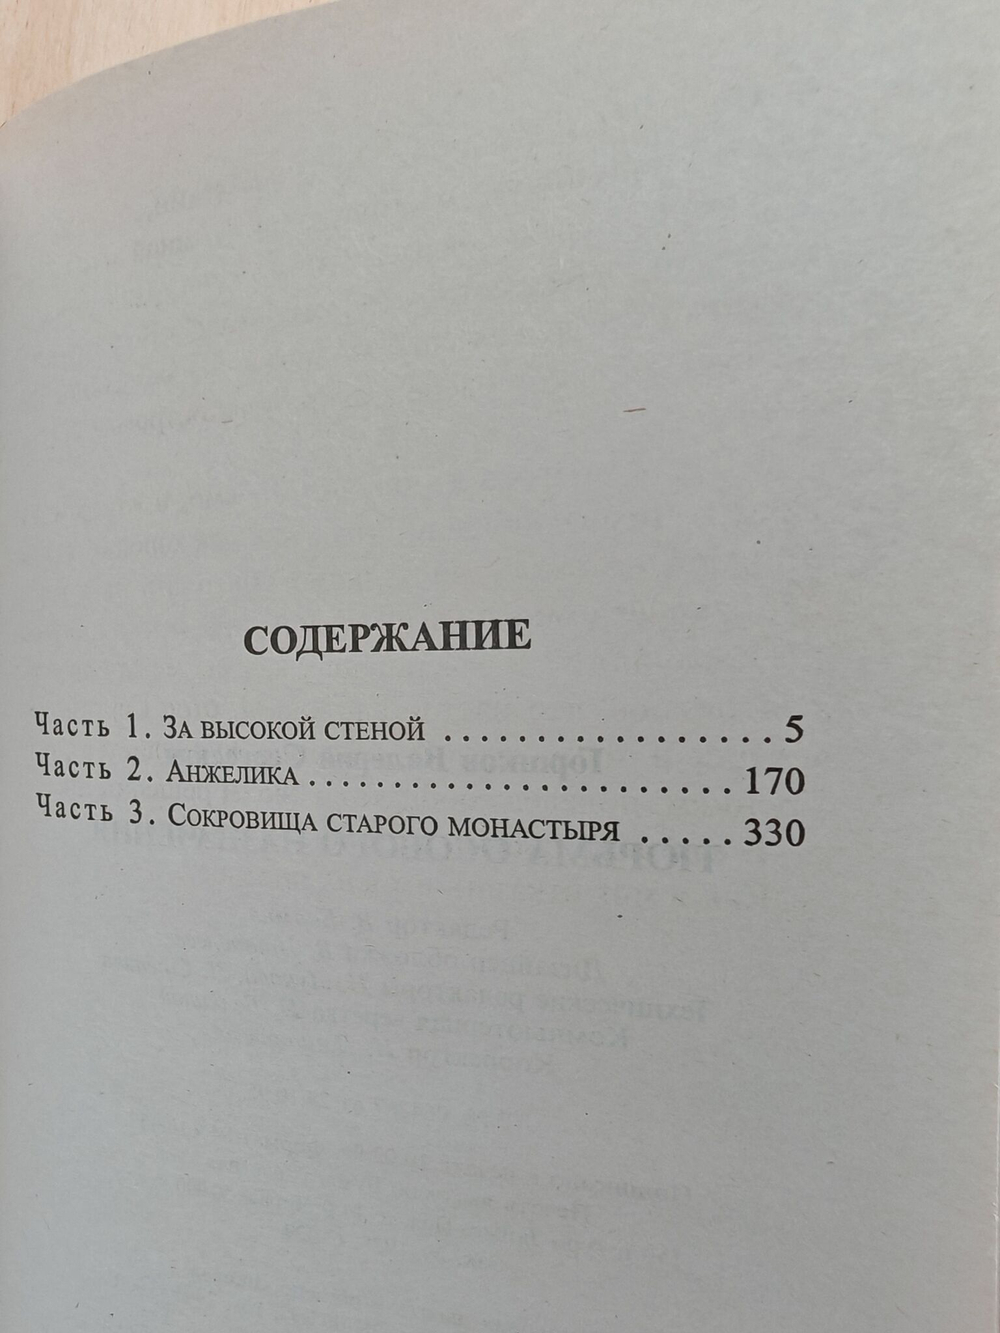 СОДЕРЖАНИЕ
Часть 1. За высокой стеной .................. 5
Часть 2. Анжелика ........................ 170
Часть 3. Сокровища старого монастыря ..... 330